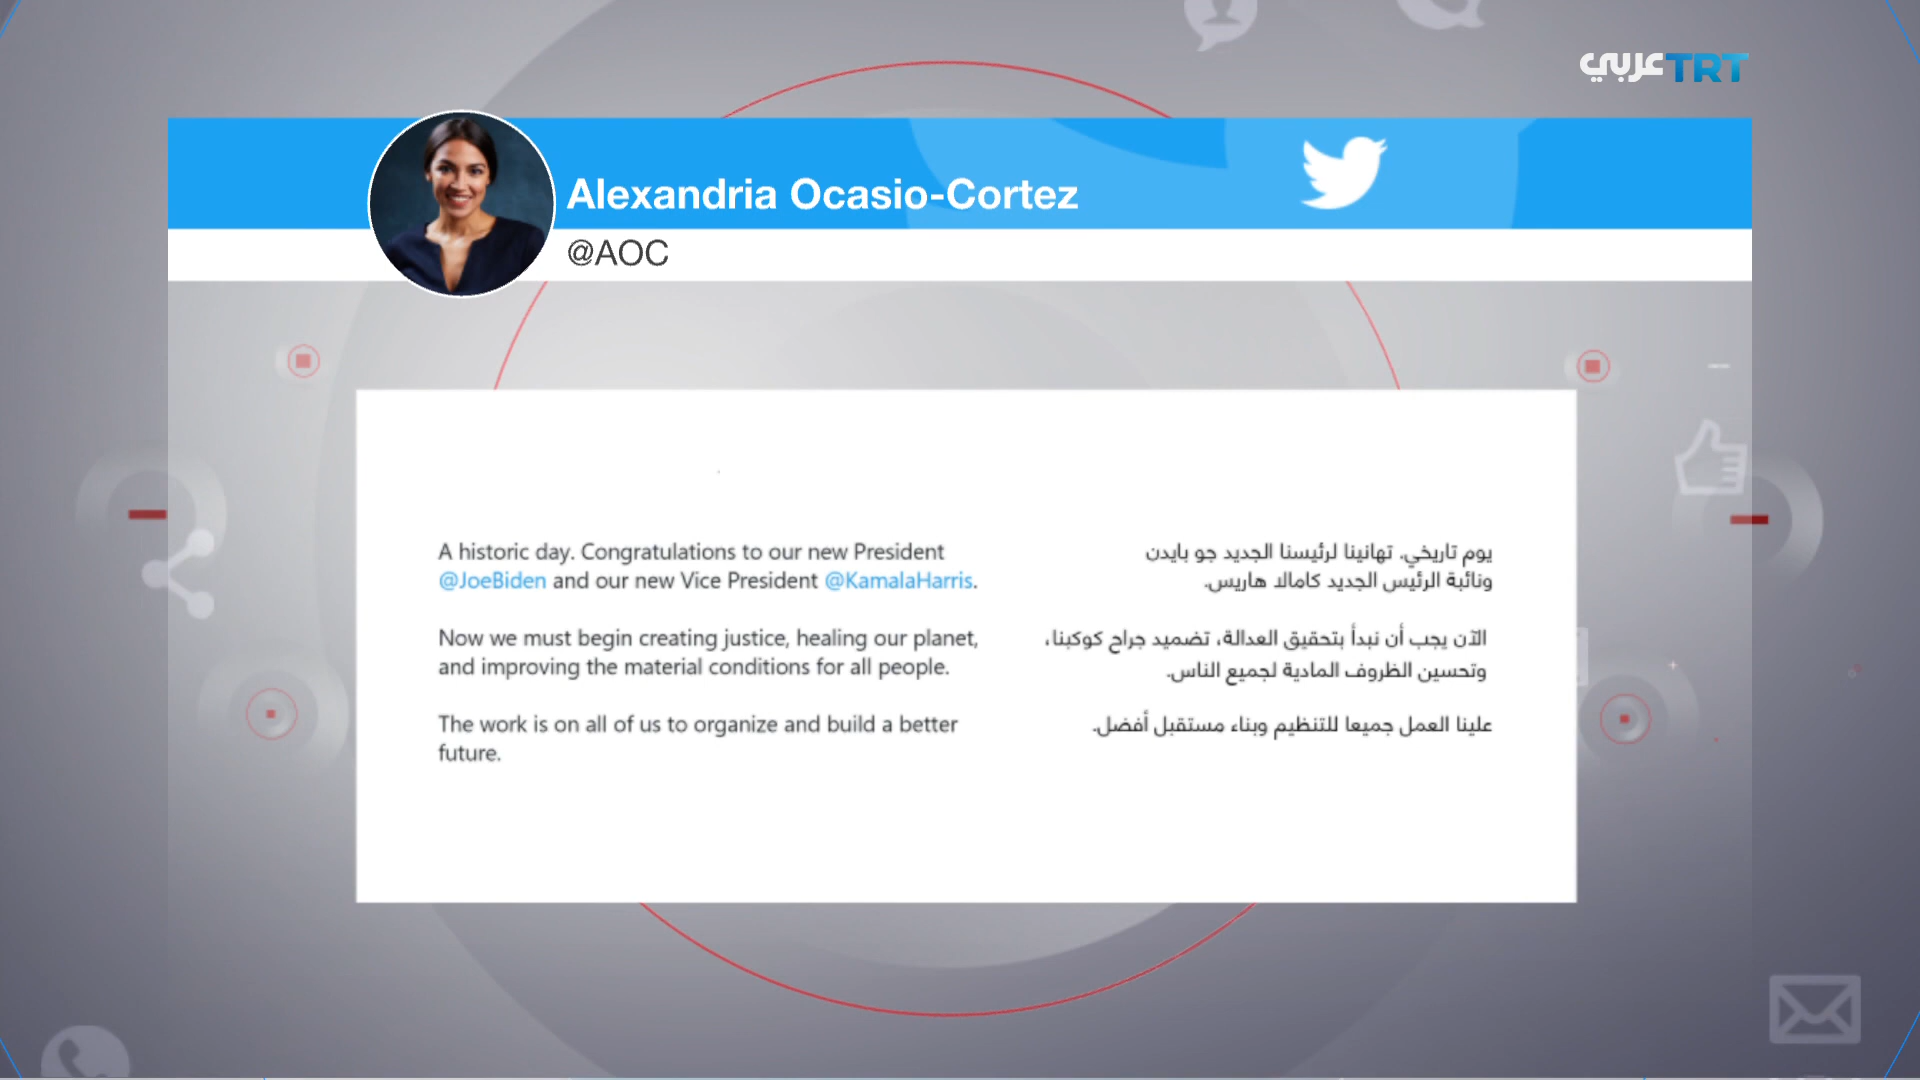 TRT عربي
Alexandria Ocasio-Cortez
@AOC
A historic day. Congratulations to our new President
@JoeBiden and our new Vice President @KamalaHarris.
Now we must begin creating justice, healing our planet,
and improving the material conditions for all people.
The work is on all of us to organize and build a better
future.
يوم تاريخي. تهانينا لرئيسنا الجديد جو بايدن
ونائبة الرئيس الجديد كامالا هاريس.
الآن يجب أن نبدأ بتحقيق العدالة، تضميد جراح كوكبنا،
وتحسين الظروف المادية لجميع الناس.
علينا العمل جميعا للتنظيم وبناء مستقبل أفضل.